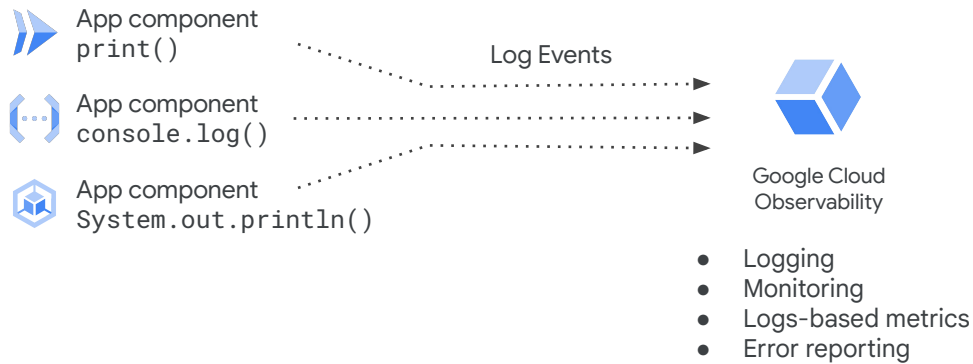 App component
print()
Log Events
App component
console.log()
App component
System.out.println()
Google Cloud
Observability
● Logging
● Monitoring
● Logs-based metrics
● Error reporting